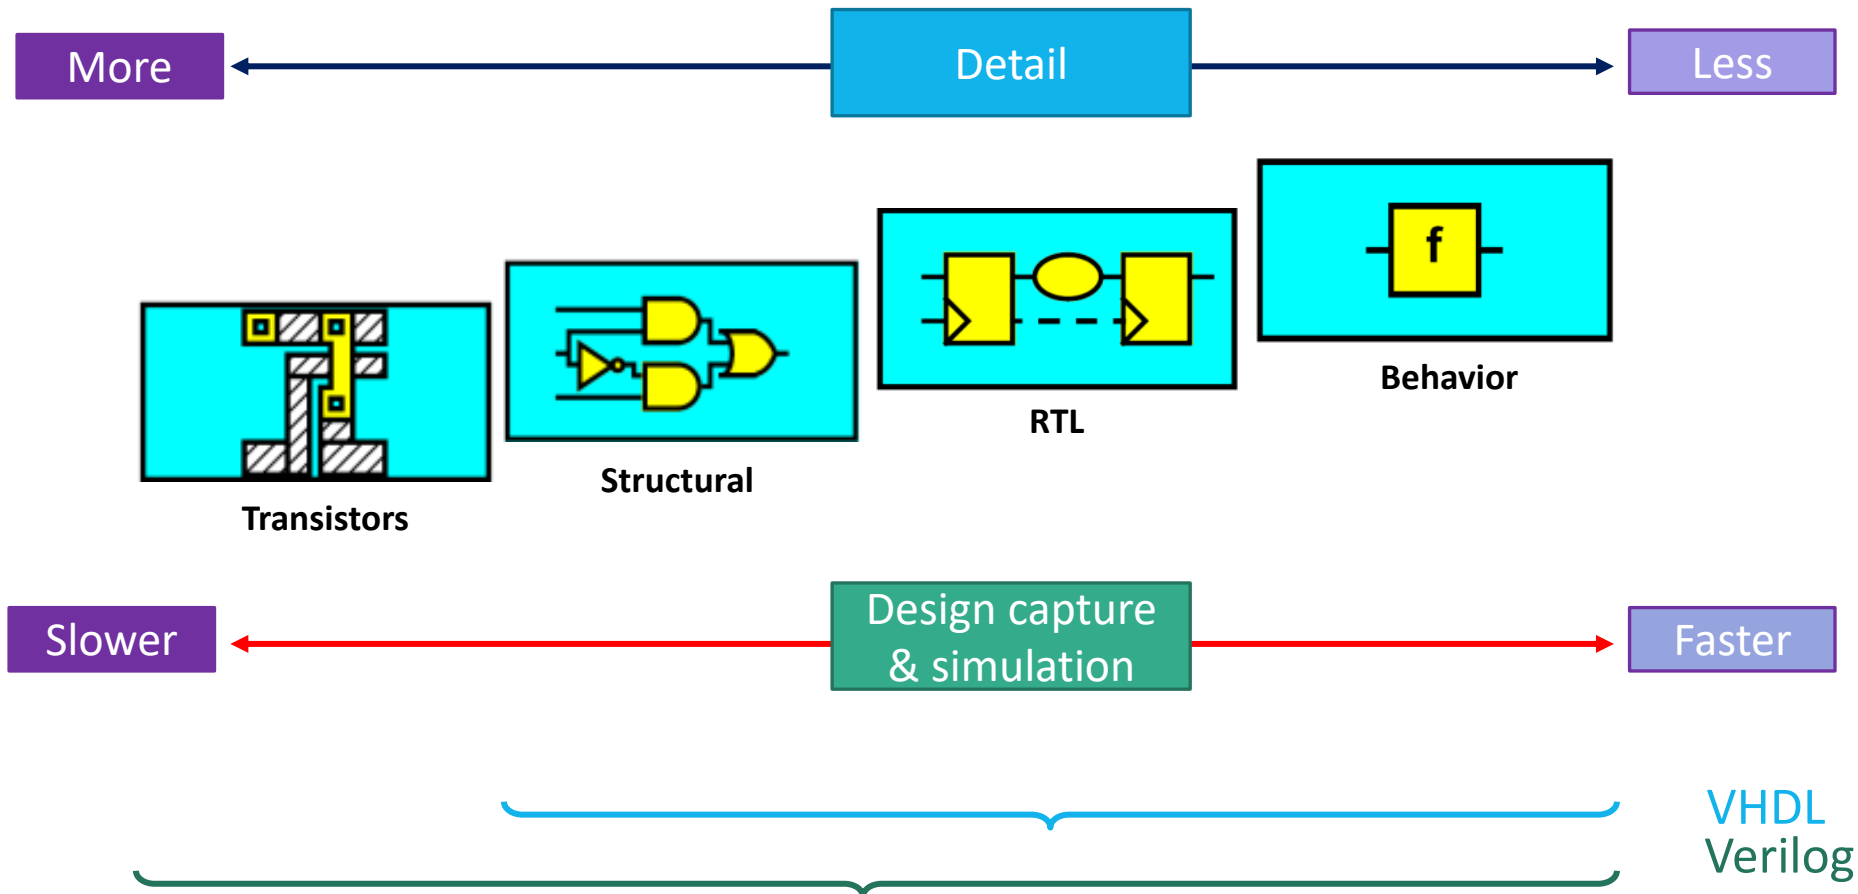 More
Detail
Less
f
Behavior
RTL
Structural
Transistors
Slower
Design capture
& simulation
Faster
VHDL
Verilog